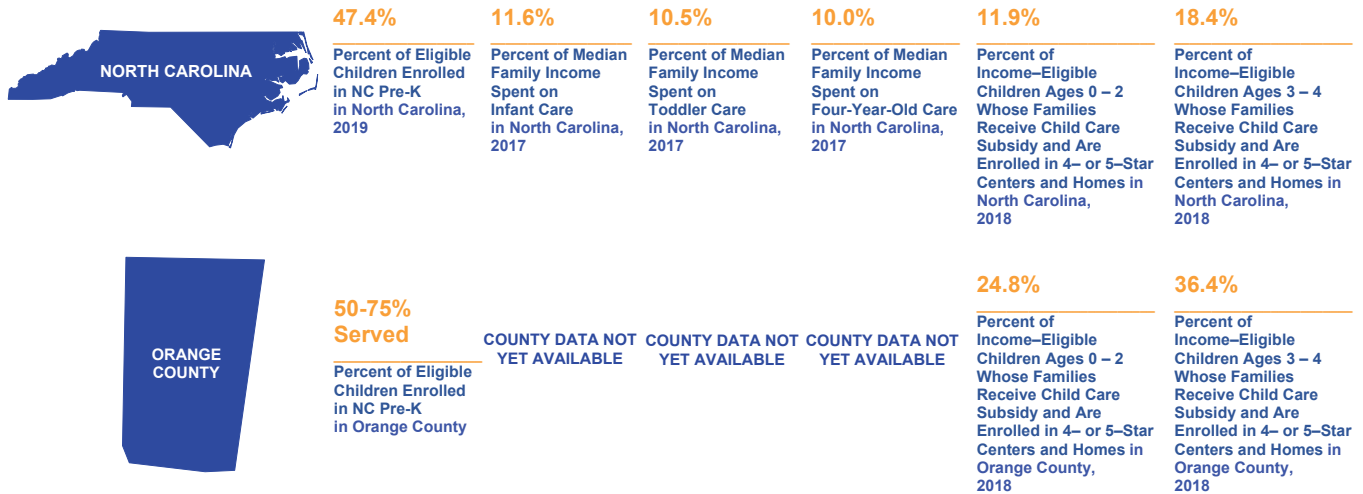 NORTH CAROLINA
47.4%
Percent of Eligible
Children Enrolled
in NC Pre-K
in North Carolina,
2019
11.6%
Percent of Median
Family Income
Spent on
Infant Care
in North Carolina,
2017
10.5%
Percent of Median
Family Income
Spent on
Toddler Care
in North Carolina,
2017
10.0%
Percent of Median
Family Income
Spent on
Four-Year-Old Care
in North Carolina,
2017
11.9%
Percent of
Income–Eligible
Children Ages 0 – 2
Whose Families
Receive Child Care
Subsidy and Are
Enrolled in 4– or 5–Star
Centers and Homes in
North Carolina,
2018
18.4%
Percent of
Income–Eligible
Children Ages 3 – 4
Whose Families
Receive Child Care
Subsidy and Are
Enrolled in 4– or 5–Star
Centers and Homes in
North Carolina,
2018
ORANGE
COUNTY
50-75%
Served
Percent of Eligible
Children Enrolled
in NC Pre-K
in Orange County
COUNTY DATA NOT
YET AVAILABLE
COUNTY DATA NOT
YET AVAILABLE
COUNTY DATA NOT
YET AVAILABLE
24.8%
Percent of
Income–Eligible
Children Ages 0 – 2
Whose Families
Receive Child Care
Subsidy and Are
Enrolled in 4– or 5–Star
Centers and Homes in
Orange County,
2018
36.4%
Percent of
Income–Eligible
Children Ages 3 – 4
Whose Families
Receive Child Care
Subsidy and Are
Enrolled in 4– or 5–Star
Centers and Homes in
Orange County,
2018